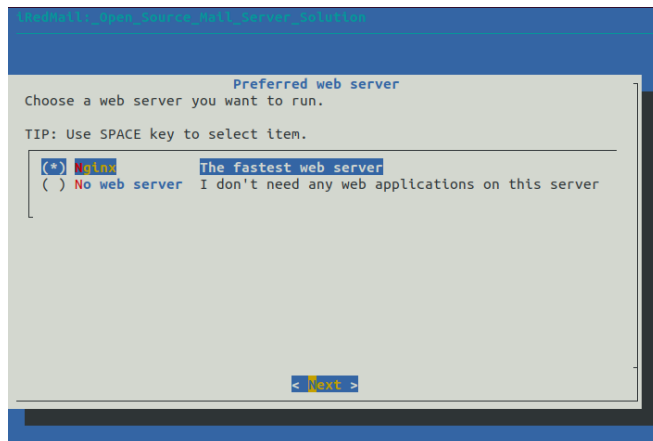 iRedMail:_Open_Source_Mail_Server_Solution
Preferred web server
Choose a web server you want to run.
TIP: Use SPACE key to select item.
(*) Nginx The fastest web server
( ) No web server I don't need any web applications on this server
< Next >